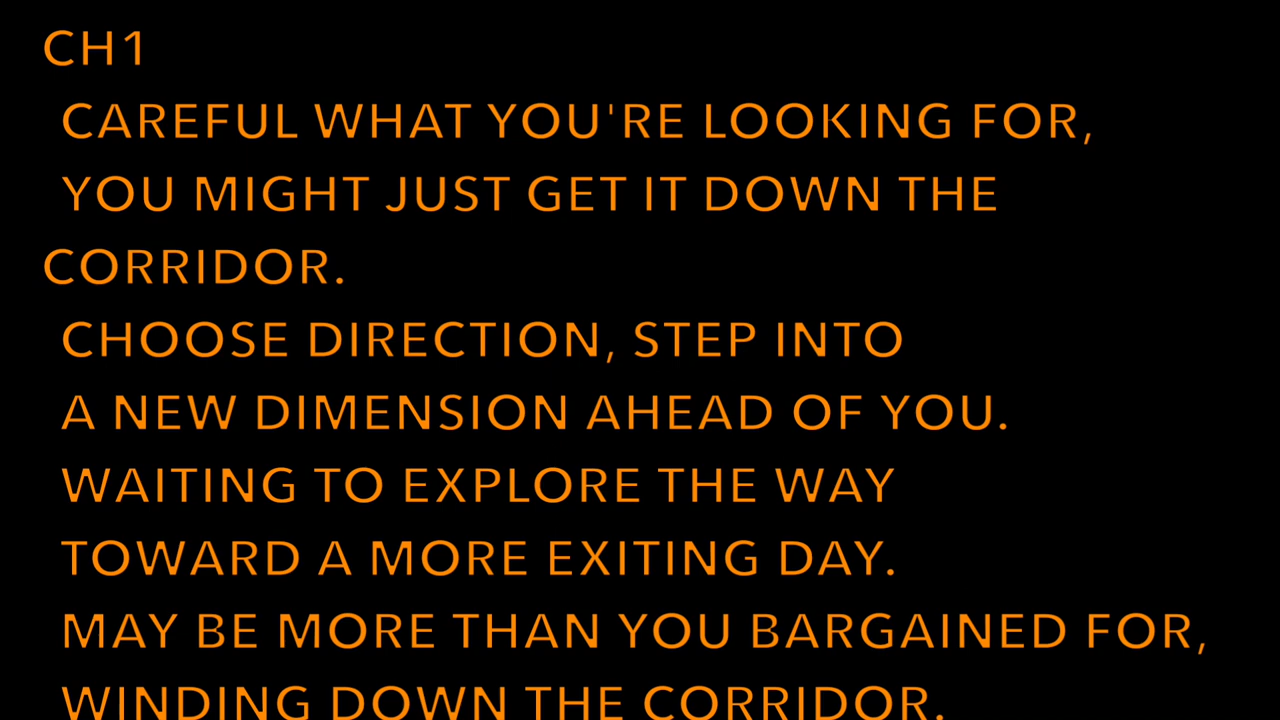 CH1
CAREFUL WHAT YOU'RE LOOKING FOR,
YOU MIGHT JUST GET IT DOWN THE
CORRIDOR.
CHOOSE DIRECTION, STEP INTO
A NEW DIMENSION AHEAD OF YOU.
WAITING TO EXPLORE THE WAY
TOWARD A MORE EXITING DAY.
MAY BE MORE THAN YOU BARGAINED FOR,
WINDING DOWN THE CORRIDOR.